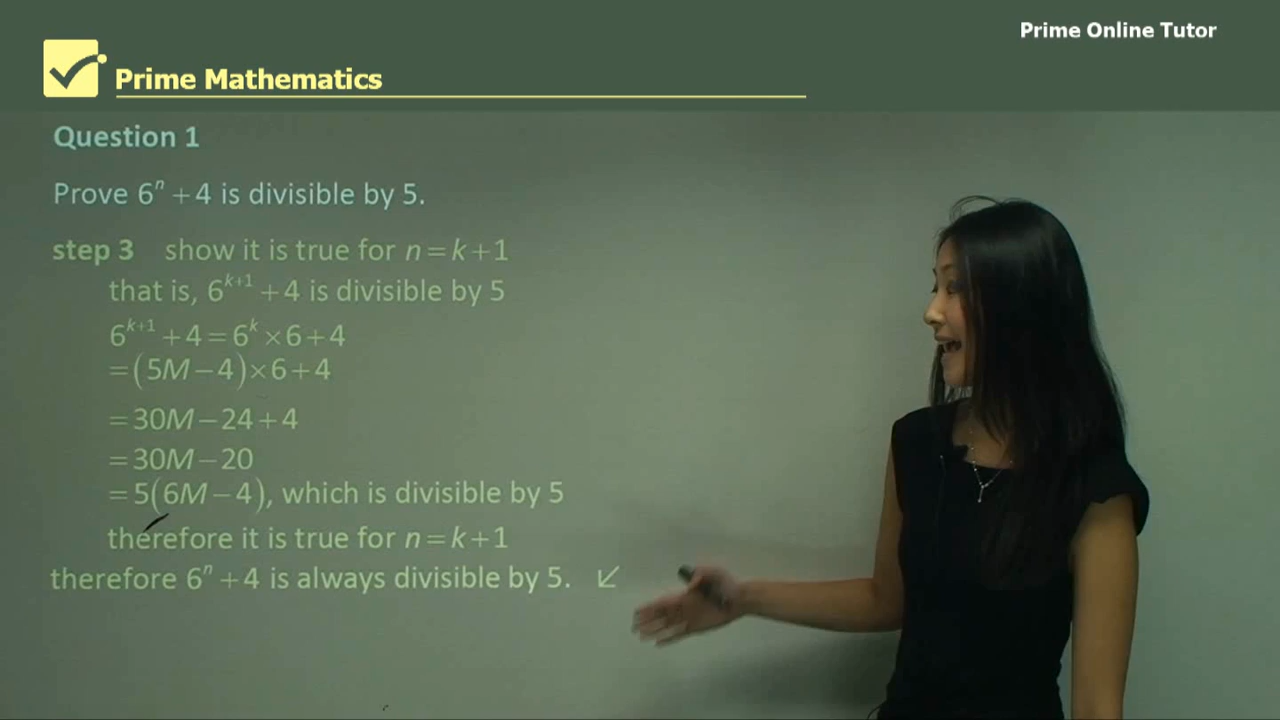 Prime Online Tutor
Prime Mathematics
Question 1
Prove 6ⁿ + 4 is divisible by 5.
step 3 show it is true for n = k + 1
that is, 6ᵏ⁺¹ + 4 is divisible by 5
6ᵏ⁺¹ + 4 = 6ᵏ × 6 + 4
= (5M − 4) × 6 + 4
= 30M − 24 + 4
= 30M − 20
= 5(6M − 4), which is divisible by 5
therefore it is true for n = k + 1
therefore 6ⁿ + 4 is always divisible by 5. ↙